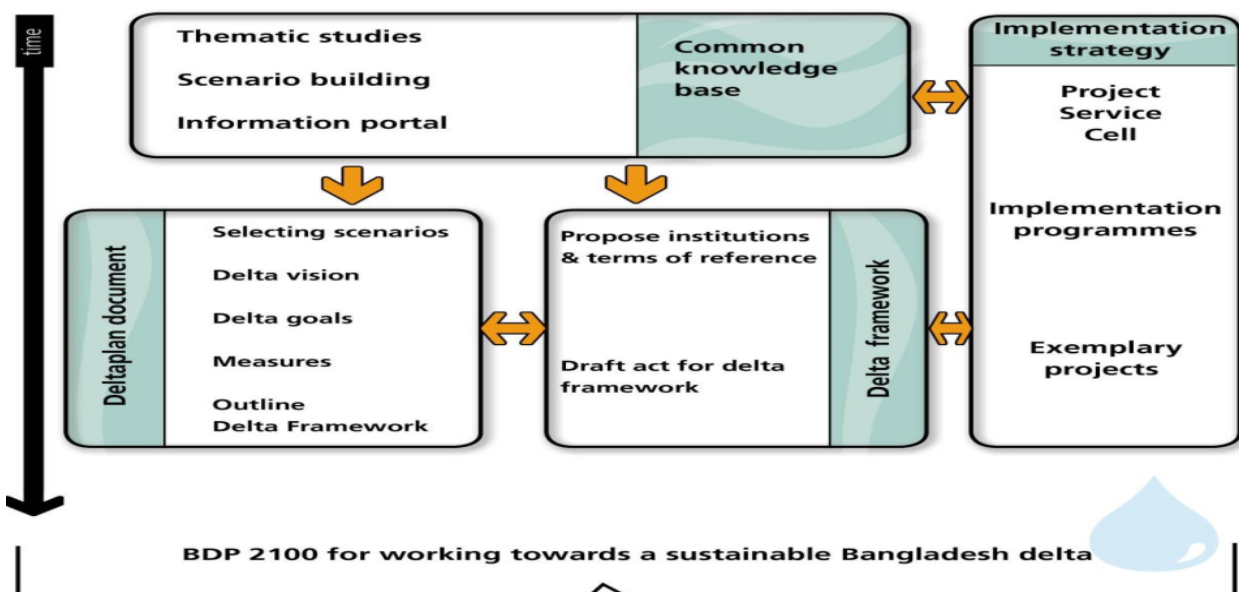 time
Thematic studies
Scenario building
Information portal
Common
knowledge
base
Implementation
strategy
Project
Service
Cell
Implementation
programmes
Exemplary
projects
Deltaplan document
Selecting scenarios
Delta vision
Delta goals
Measures
Outline
Delta Framework
Propose institutions
& terms of reference
Draft act for delta
framework
Delta framework
BDP 2100 for working towards a sustainable Bangladesh delta